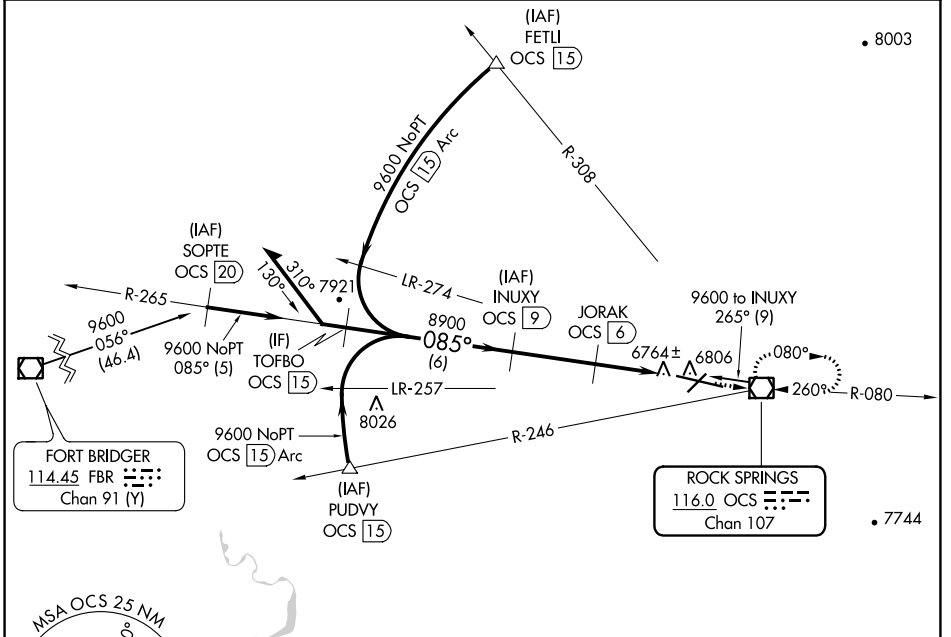 (IAF)
FETLI
OCS 15
8003
9600 NoPT
OCS 15 Arc
R-308
(IAF)
SOPTE
OCS 20
310°
130°
7921
LR-274
(IAF)
INUXY
OCS 9
JORAK
OCS 6
9600 to INUXY
265° (9)
R-265
9600
056°
(46.4)
9600 NoPT
085° (5)
(IF)
TOFBO
OCS 15
8900
085°
(6)
6764±
6806
080°
260°
R-080
LR-257
8026
9600 NoPT
OCS 15 Arc
R-246
(IAF)
PUDVY
OCS 15
FORT BRIDGER
114.45 FBR
Chan 91 (Y)
ROCK SPRINGS
116.0 OCS
Chan 107
7744
MSA OCS 25 NM